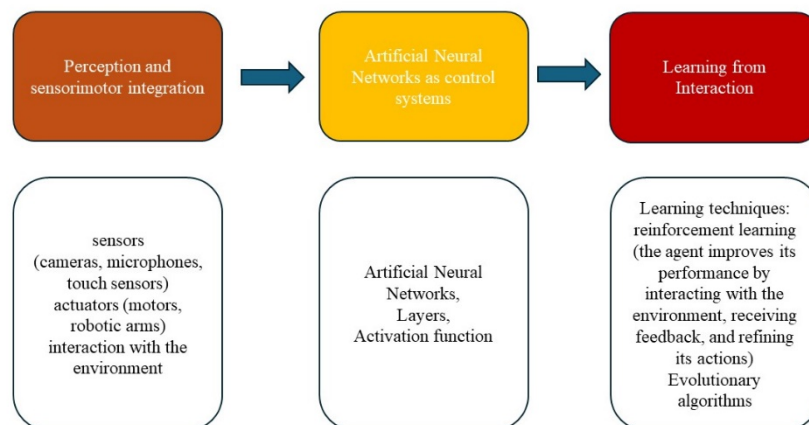 Perception and
sensorimotor integration
Artificial Neural
Networks as control
systems
Learning from
Interaction
sensors
(cameras, microphones,
touch sensors)
actuators (motors,
robotic arms)
interaction with the
environment
Artificial Neural
Networks,
Layers,
Activation function
Learning techniques:
reinforcement learning
(the agent improves its
performance by
interacting with the
environment, receiving
feedback, and refining
its actions)
Evolutionary
algorithms